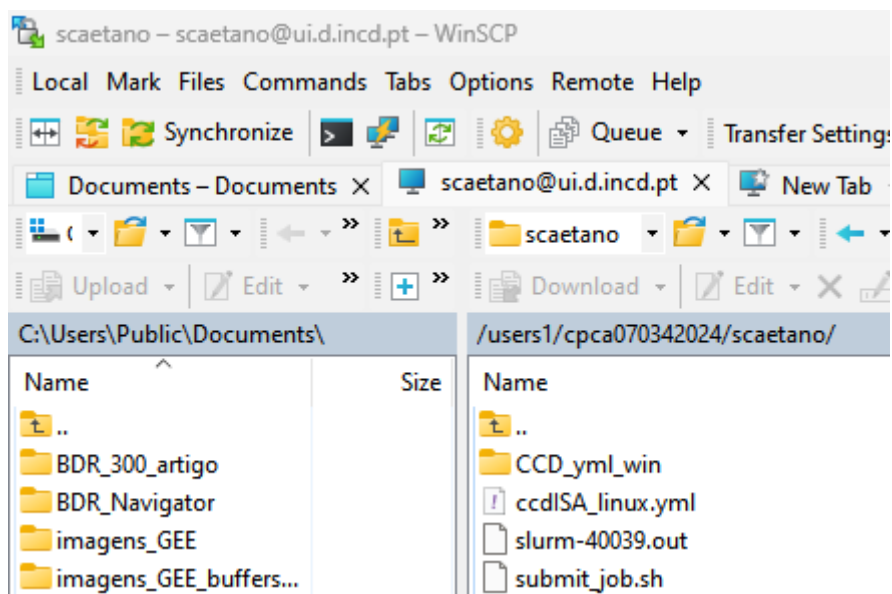 scaetano – scaetano@ui.d.incd.pt – WinSCP
Local Mark Files Commands Tabs Options Remote Help
Synchronize Queue Transfer Settings
Documents – Documents scaetano@ui.d.incd.pt New Tab
scaetano
Upload Edit Download Edit
C:\Users\Public\Documents\ /users1/cpca070342024/scaetano/
Name Size Name
.. ..
BDR_300_artigo CCD_yml_win
BDR_Navigator ccdISA_linux.yml
imagens_GEE slurm-40039.out
imagens_GEE_buffers... submit_job.sh